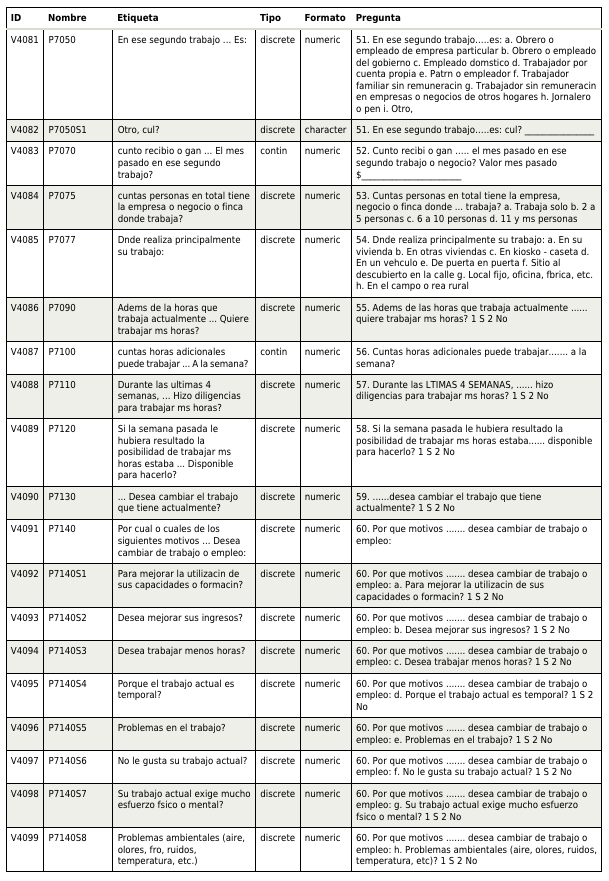 ID Nombre Etiqueta Tipo Formato Pregunta
V4081 P7050 En ese segundo trabajo ... Es: discrete numeric 51. En ese segundo trabajo.....es: a. Obrero o
empleado de empresa particular b. Obrero o empleado
del gobierno c. Empleado domstico d. Trabajador por
cuenta propia e. Patrn o empleador f. Trabajador
familiar sin remuneracin g. Trabajador sin remuneracin
en empresas o negocios de otros hogares h. Jornalero
o pen i. Otro,
V4082 P7050S1 Otro, cul? discrete character 51. En ese segundo trabajo.....es: cul? ______________
V4083 P7070 cunto recibio o gan ... El mes contin numeric 52. Cunto recibi o gan ..... el mes pasado en ese
pasado en ese segundo segundo trabajo o negocio? Valor mes pasado
trabajo? $____________________
V4084 P7075 cuntas personas en total tiene discrete numeric 53. Cuntas personas en total tiene la empresa,
la empresa o negocio o finca negocio o finca donde ... trabaja? a. Trabaja solo b. 2 a
donde trabaja? 5 personas c. 6 a 10 personas d. 11 y ms personas
V4085 P7077 Dnde realiza principalmente discrete numeric 54. Dnde realiza principalmente su trabajo: a. En su
su trabajo: vivienda b. En otras viviendas c. En kiosko - caseta d.
En un vehculo e. De puerta en puerta f. Sitio al
descubierto en la calle g. Local fijo, oficina, fbrica, etc.
h. En el campo o rea rural
V4086 P7090 Adems de la horas que discrete numeric 55. Adems de las horas que trabaja actualmente ......
trabaja actualmente ... Quiere quiere trabajar ms horas? 1 S 2 No
trabajar ms horas?
V4087 P7100 cuntas horas adicionales contin numeric 56. Cuntas horas adicionales puede trabajar....... a la
puede trabajar ... A la semana? semana?
V4088 P7110 Durante las ultimas 4 discrete numeric 57. Durante las LTIMAS 4 SEMANAS, ...... hizo
semanas, ... Hizo diligencias diligencias para trabajar ms horas? 1 S 2 No
para trabajar ms horas?
V4089 P7120 Si la semana pasada le discrete numeric 58. Si la semana pasada le hubiera resultado la
hubiera resultado la posibilidad de trabajar ms horas estaba...... disponible
posibilidad de trabajar ms para hacerlo? 1 S 2 No
horas estaba ... Disponible
para hacerlo?
V4090 P7130 ... Desea cambiar el trabajo discrete numeric 59. ......desea cambiar el trabajo que tiene
que tiene actualmente? actualmente? 1 S 2 No
V4091 P7140 Por cual o cuales de los discrete numeric 60. Por que motivos ....... desea cambiar de trabajo o
siguientes motivos ... Desea empleo:
cambiar de trabajo o empleo:
V4092 P7140S1 Para mejorar la utilizacin de discrete numeric 60. Por que motivos ....... desea cambiar de trabajo o
sus capacidades o formacin? empleo: a. Para mejorar la utilizacin de sus
capacidades o formacin? 1 S 2 No
V4093 P7140S2 Desea mejorar sus ingresos? discrete numeric 60. Por que motivos ....... desea cambiar de trabajo o
empleo: b. Desea mejorar sus ingresos? 1 S 2 No
V4094 P7140S3 Desea trabajar menos horas? discrete numeric 60. Por que motivos ....... desea cambiar de trabajo o
empleo: c. Desea trabajar menos horas? 1 S 2 No
V4095 P7140S4 Porque el trabajo actual es discrete numeric 60. Por que motivos ....... desea cambiar de trabajo o
temporal? empleo: d. Porque el trabajo actual es temporal? 1 S 2
No
V4096 P7140S5 Problemas en el trabajo? discrete numeric 60. Por que motivos ....... desea cambiar de trabajo o
empleo: e. Problemas en el trabajo? 1 S 2 No
V4097 P7140S6 No le gusta su trabajo actual? discrete numeric 60. Por que motivos ....... desea cambiar de trabajo o
empleo: f. No le gusta su trabajo actual? 1 S 2 No
V4098 P7140S7 Su trabajo actual exige mucho discrete numeric 60. Por que motivos ....... desea cambiar de trabajo o
esfuerzo fsico o mental? empleo: g. Su trabajo actual exige mucho esfuerzo
fsico o mental? 1 S 2 No
V4099 P7140S8 Problemas ambientales (aire, discrete numeric 60. Por que motivos ....... desea cambiar de trabajo o
olores, fro, ruidos, empleo: h. Problemas ambientales (aire, olores, ruidos,
temperatura, etc.) temperatura, etc)? 1 S 2 No